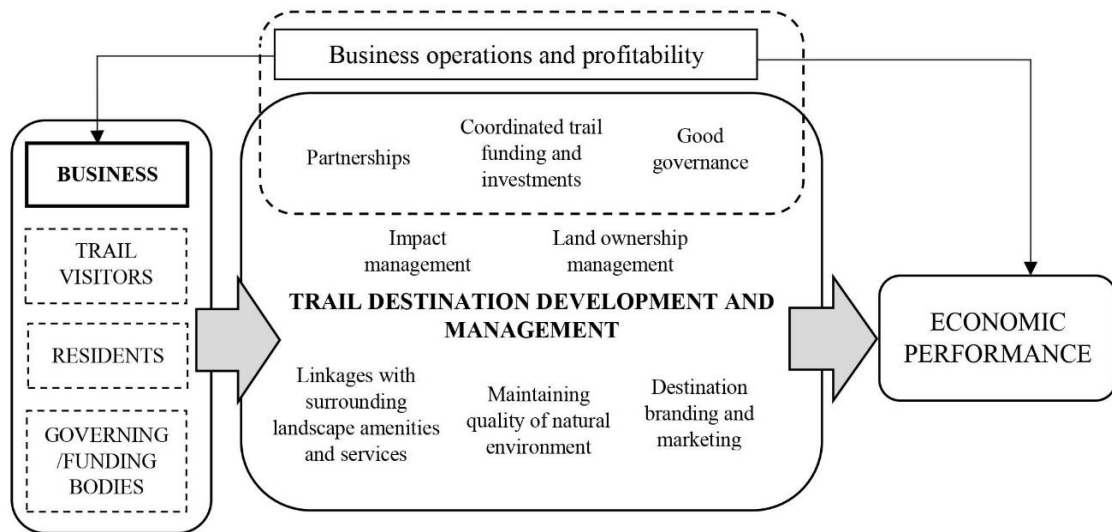 Business operations and profitability
BUSINESS
TRAIL
VISITORS
RESIDENTS
GOVERNING
/FUNDING
BODIES
Partnerships
Coordinated trail
funding and
investments
Good
governance
Impact
management
Land ownership
management
TRAIL DESTINATION DEVELOPMENT AND
MANAGEMENT
Linkages with
surrounding
landscape amenities
and services
Maintaining
quality of natural
environment
Destination
branding and
marketing
ECONOMIC
PERFORMANCE